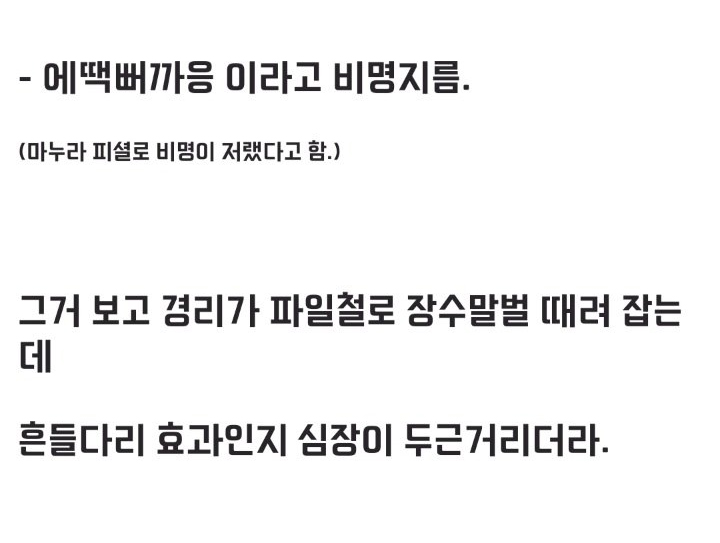 - 에땍뻐까응 이라고 비명지름.
(마누라 피셜로 비명이 저랬다고 함.)
그거 보고 경리가 파일철로 장수말벌 때려 잡는
데
흔들다리 효과인지 심장이 두근거리더라.